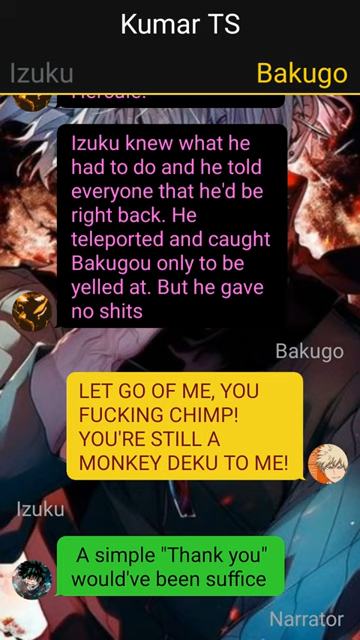 Kumar TS
Izuku
Bakugo
Izuku knew what he
had to do and he told
everyone that he'd be
right back. He
teleported and caught
Bakugou only to be
yelled at. But he gave
no shits
Bakugo
LET GO OF ME, YOU
FUCKING CHIMP!
YOU'RE STILL A
MONKEY DEKU TO ME!
Izuku
A simple "Thank you"
would've been suffice
Narrator